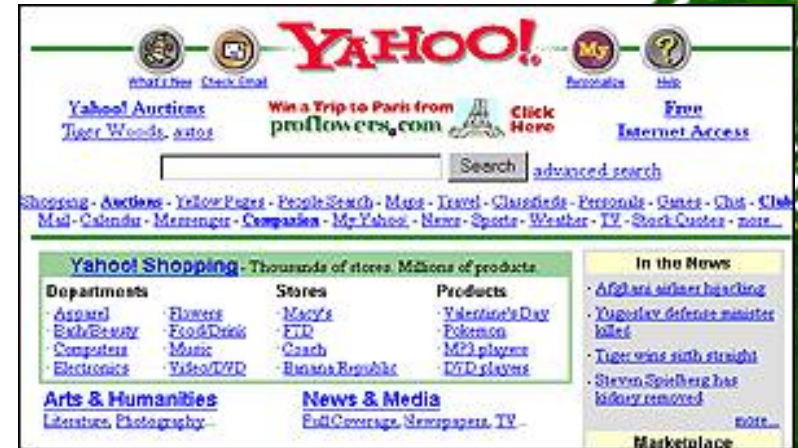 YAHOO!
What's New Check Email Personalize Help
Yahoo! Auctions
Tiger Woods, autos
Win a Trip to Paris from
proflowers.com
Click
Here
Free
Internet Access
Search advanced search
Shopping - Auctions - Yellow Pages - People Search - Maps - Travel - Classifieds - Personals - Games - Chat - Club
Mail - Calendar - Messenger - Companion - My Yahoo! - News - Sports - Weather - TV - Stock Quotes - more...
Yahoo! Shopping - Thousands of stores. Millions of products.
Departments Stores Products
· Apparel · Flowers · Macy's · Valentine's Day
· Bath/Beauty · Food/Drink · FTD · Pokemon
· Computers · Music · Coach · MP3 players
· Electronics · Video/DVD · Banana Republic · DVD players
In the News
· Afghani airliner hijacking
· Yugoslav defense minister
killed
· Tiger wins sixth straight
· Steven Spielberg has
kidney removed
more...
Marketplace
Arts & Humanities
Literature, Photography...
News & Media
Full Coverage, Newspapers, TV...